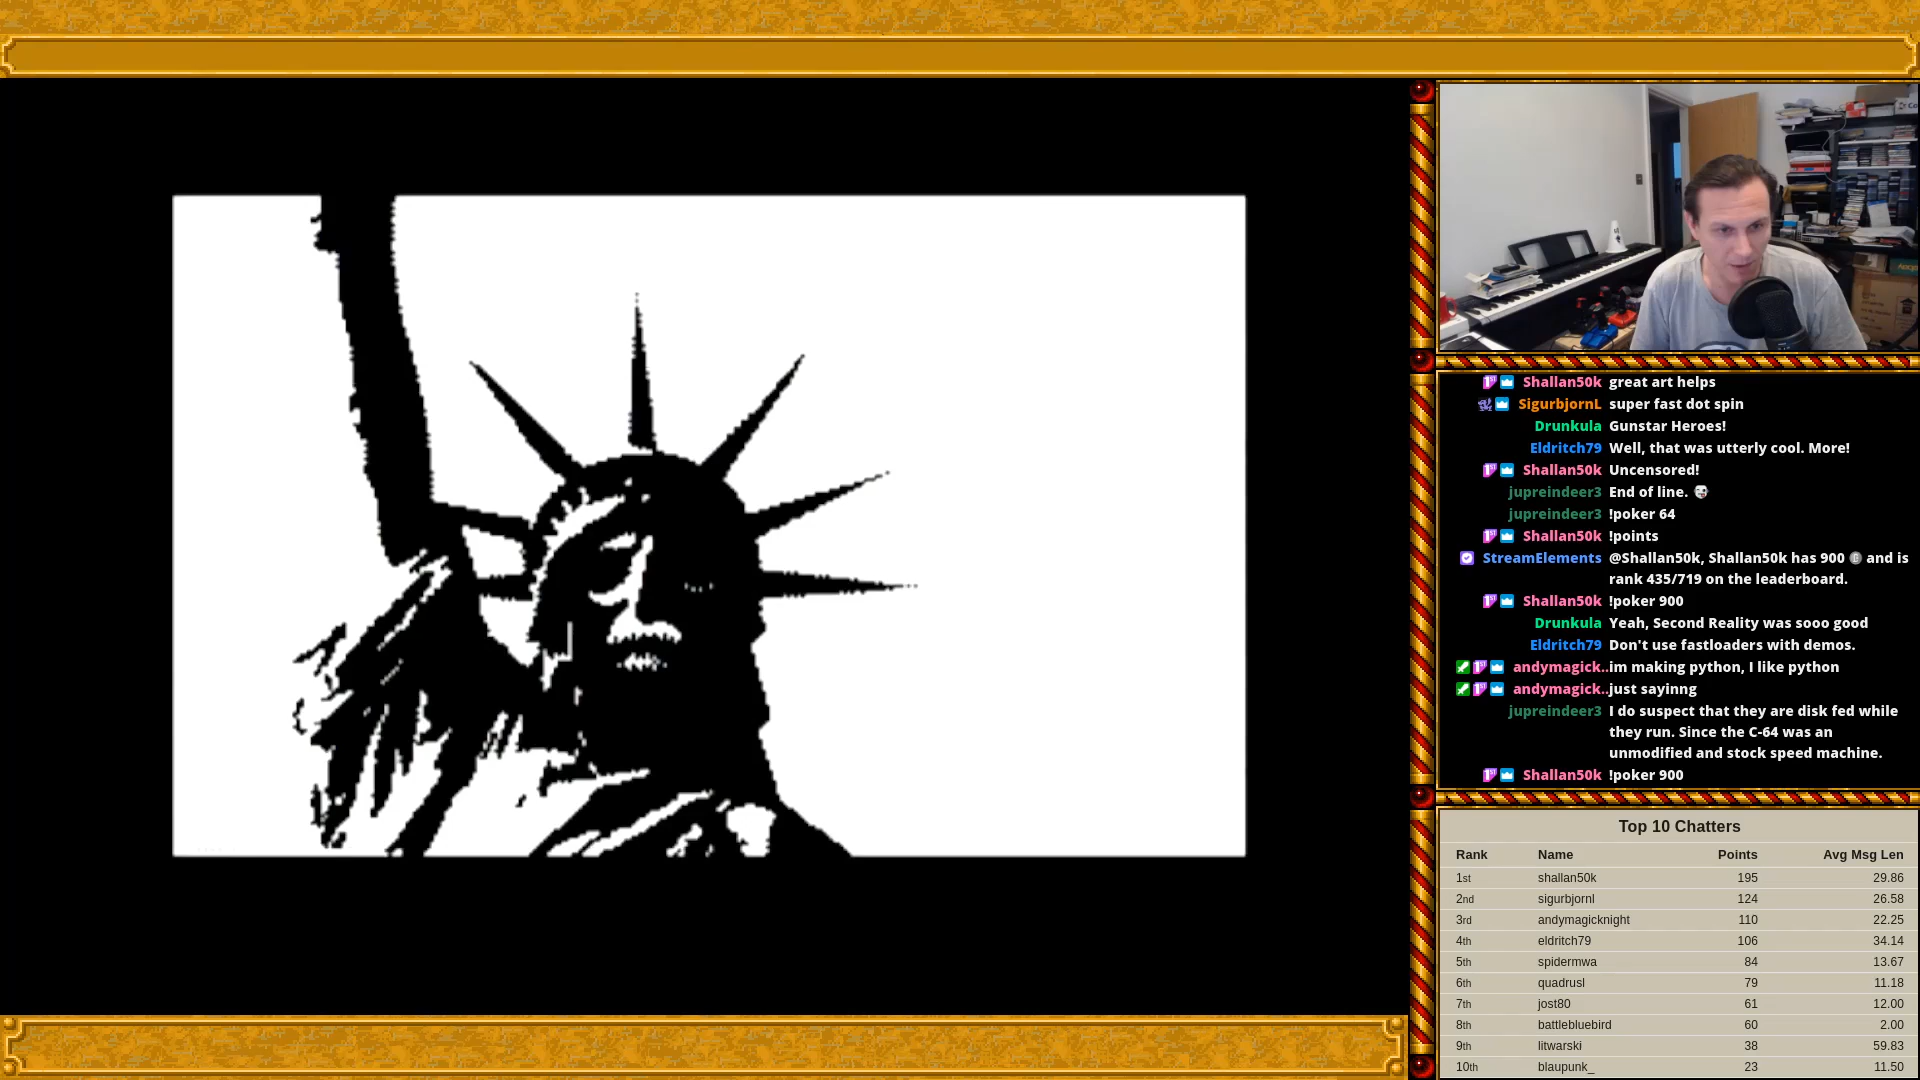 Shallan50k great art helps
SigurbjornL super fast dot spin
Drunkula Gunstar Heroes!
Eldritch79 Well, that was utterly cool. More!
Shallan50k Uncensored!
jupreindeer3 End of line.
jupreindeer3 !poker 64
Shallan50k !points
StreamElements @Shallan50k, Shallan50k has 900 and is
rank 435/719 on the leaderboard.
Shallan50k !poker 900
Drunkula Yeah, Second Reality was sooo good
Eldritch79 Don't use fastloaders with demos.
andymagick.. im making python, I like python
andymagick.. just sayinng
jupreindeer3 I do suspect that they are disk fed while
they run. Since the C-64 was an
unmodified and stock speed machine.
Shallan50k !poker 900
Top 10 Chatters
Rank Name Points Avg Msg Len
1st shallan50k 195 29.86
2nd sigurbjornl 124 26.58
3rd andymagicknight 110 22.25
4th eldritch79 106 34.14
5th spidermwa 84 13.67
6th quadrusl 79 11.18
7th jost80 61 12.00
8th battlebluebird 60 2.00
9th litwarski 38 59.83
10th blaupunk_ 23 11.50